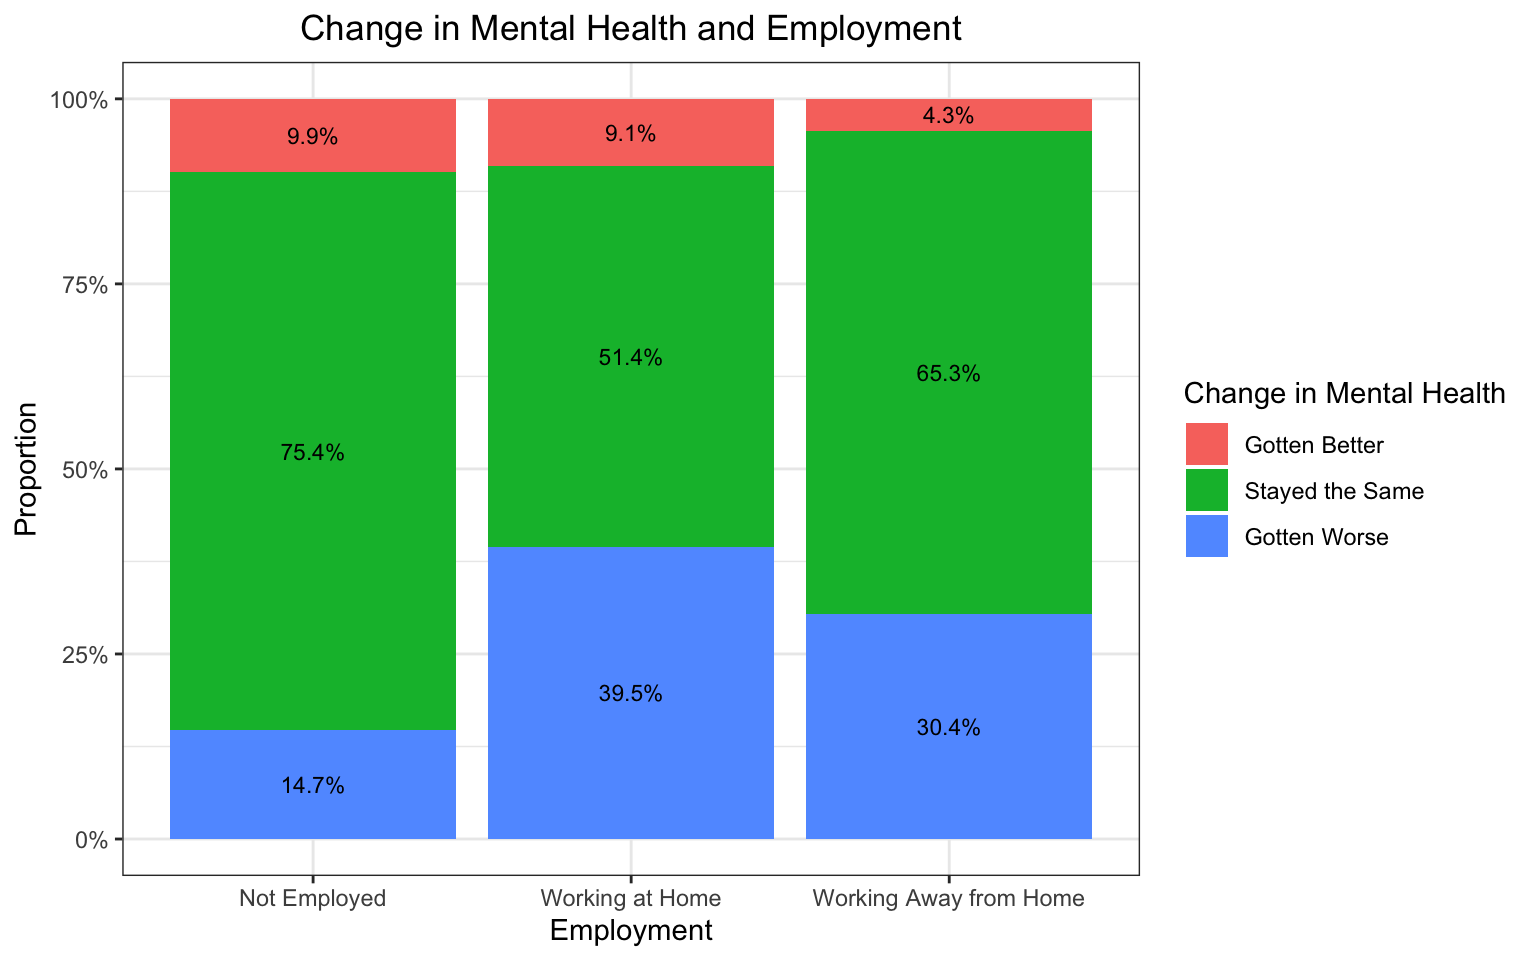 Change in Mental Health and Employment
100%
75%
50%
25%
0%
Proportion
9.9%
75.4%
14.7%
9.1%
51.4%
39.5%
4.3%
65.3%
30.4%
Not Employed
Working at Home
Working Away from Home
Employment
Change in Mental Health
Gotten Better
Stayed the Same
Gotten Worse